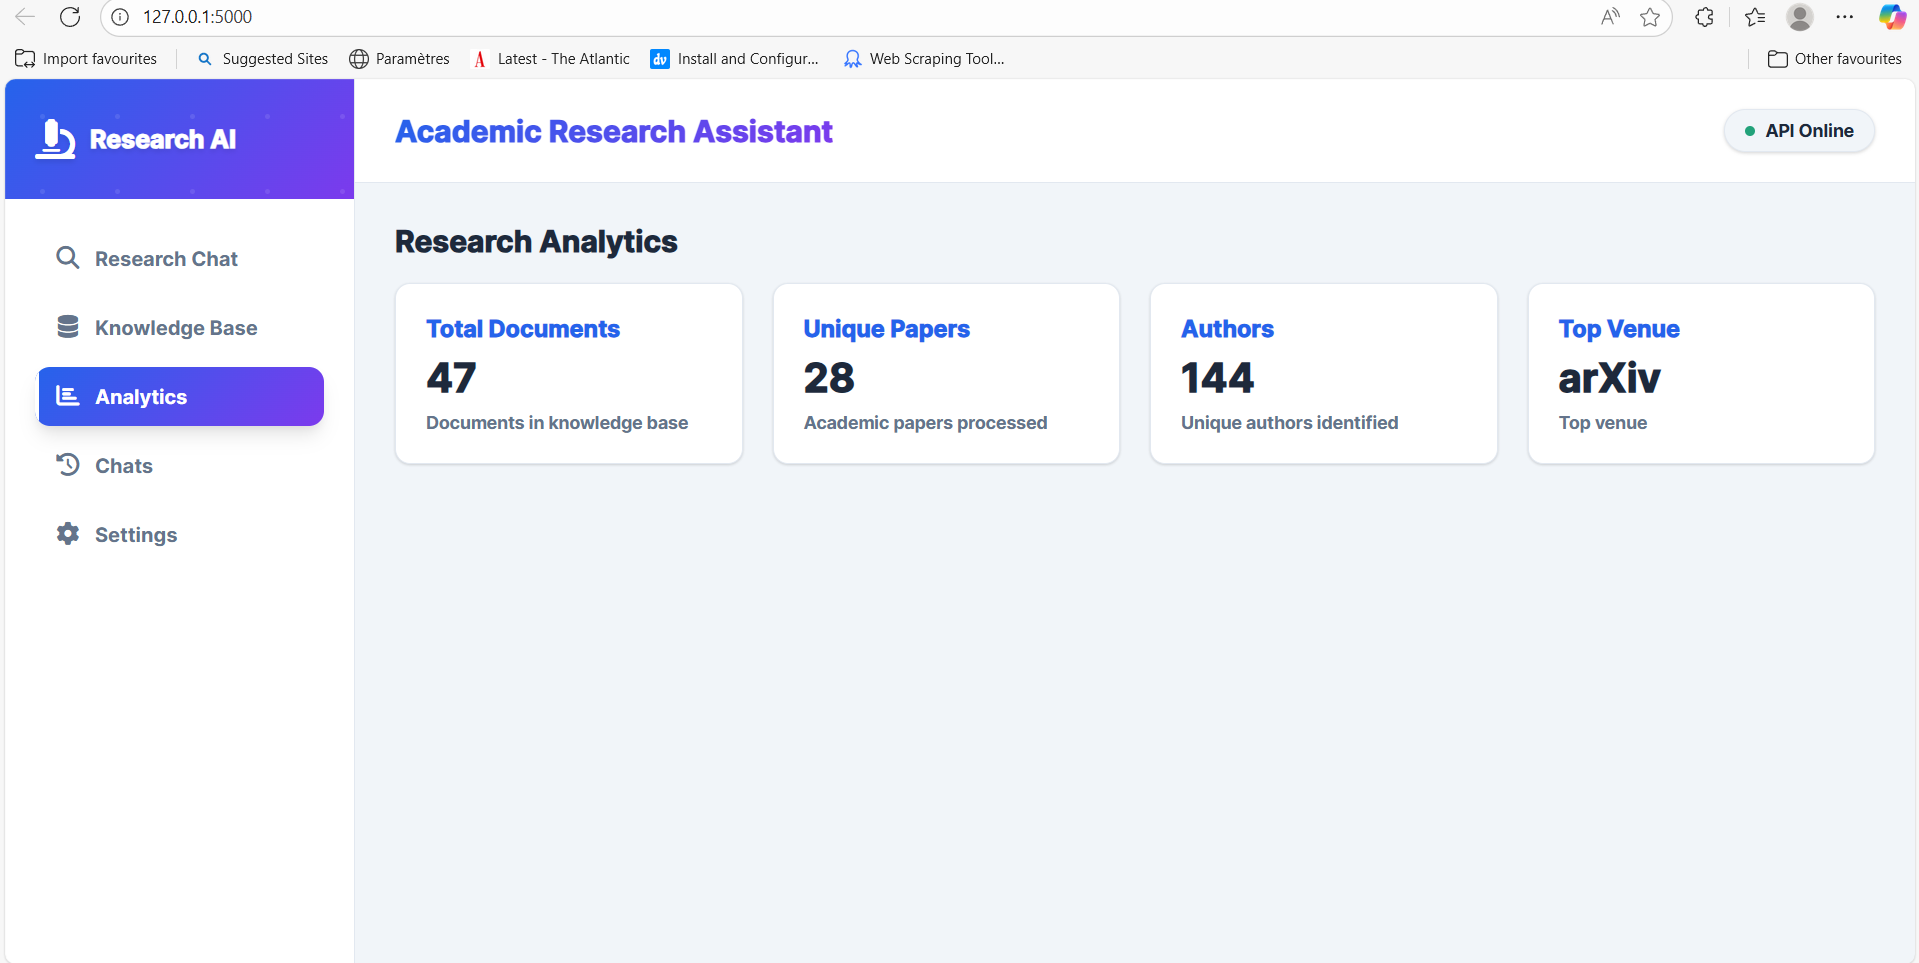 127.0.0.1:5000
Import favourites
Suggested Sites
Paramètres
Latest - The Atlantic
Install and Configur...
Web Scraping Tool...
Other favourites
Research AI
Academic Research Assistant
API Online
Research Chat
Knowledge Base
Analytics
Chats
Settings
Research Analytics
Total Documents
47
Documents in knowledge base
Unique Papers
28
Academic papers processed
Authors
144
Unique authors identified
Top Venue
arXiv
Top venue